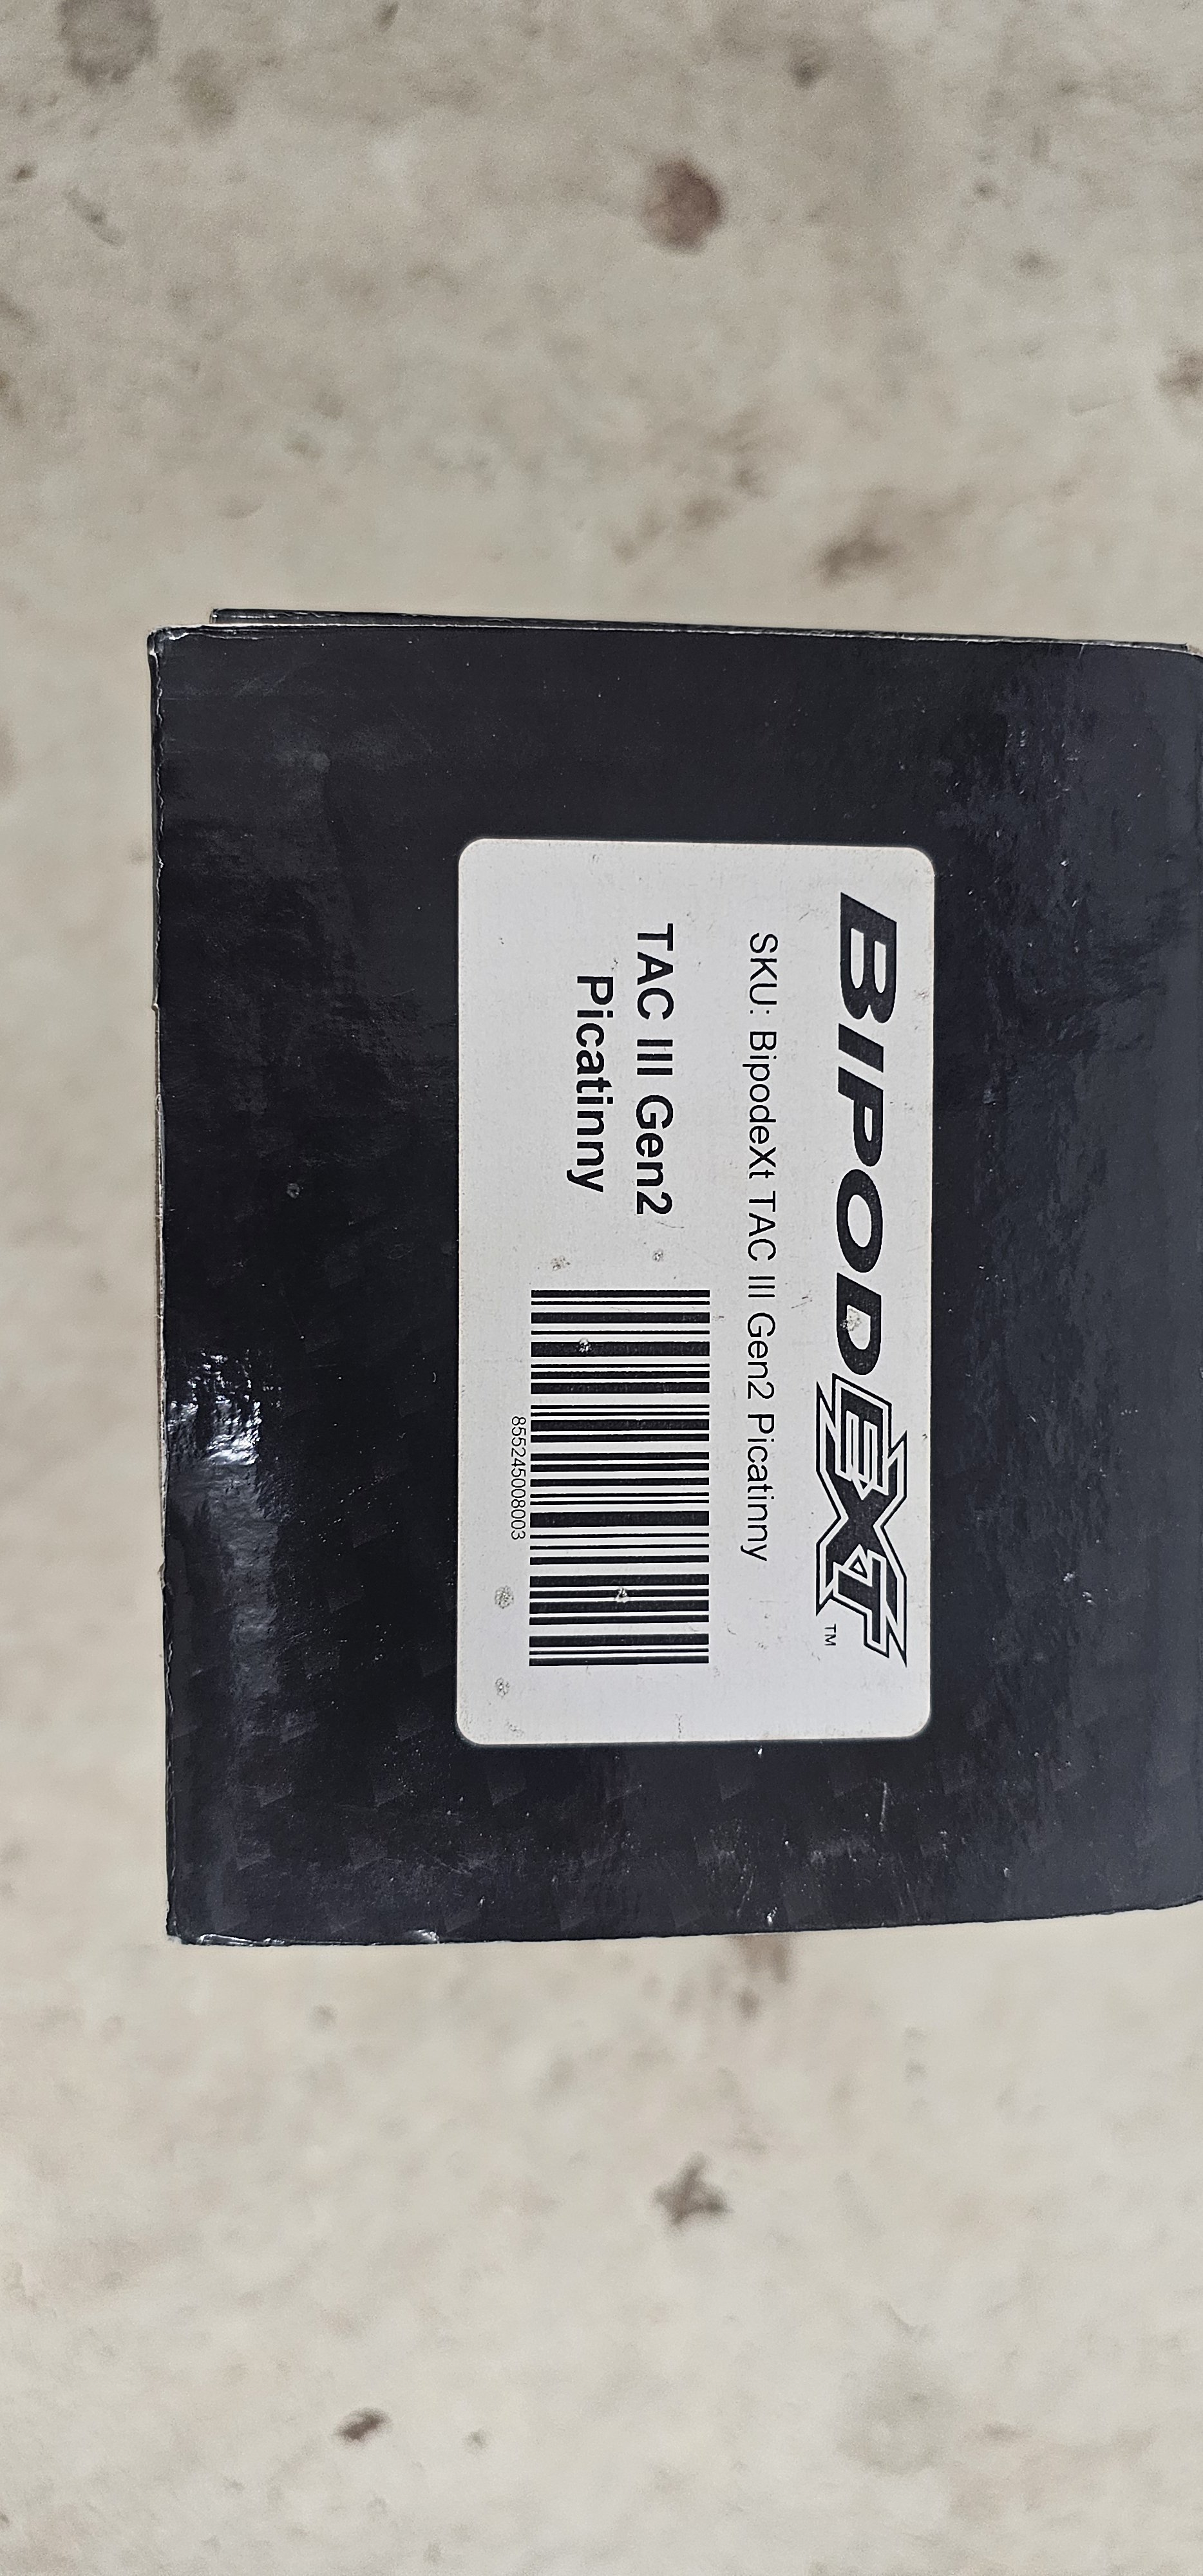 BIPODEXT™
SKU: BipodeXt TAC III Gen2 Picatinny
TAC III Gen2
Picatinny
855245008003